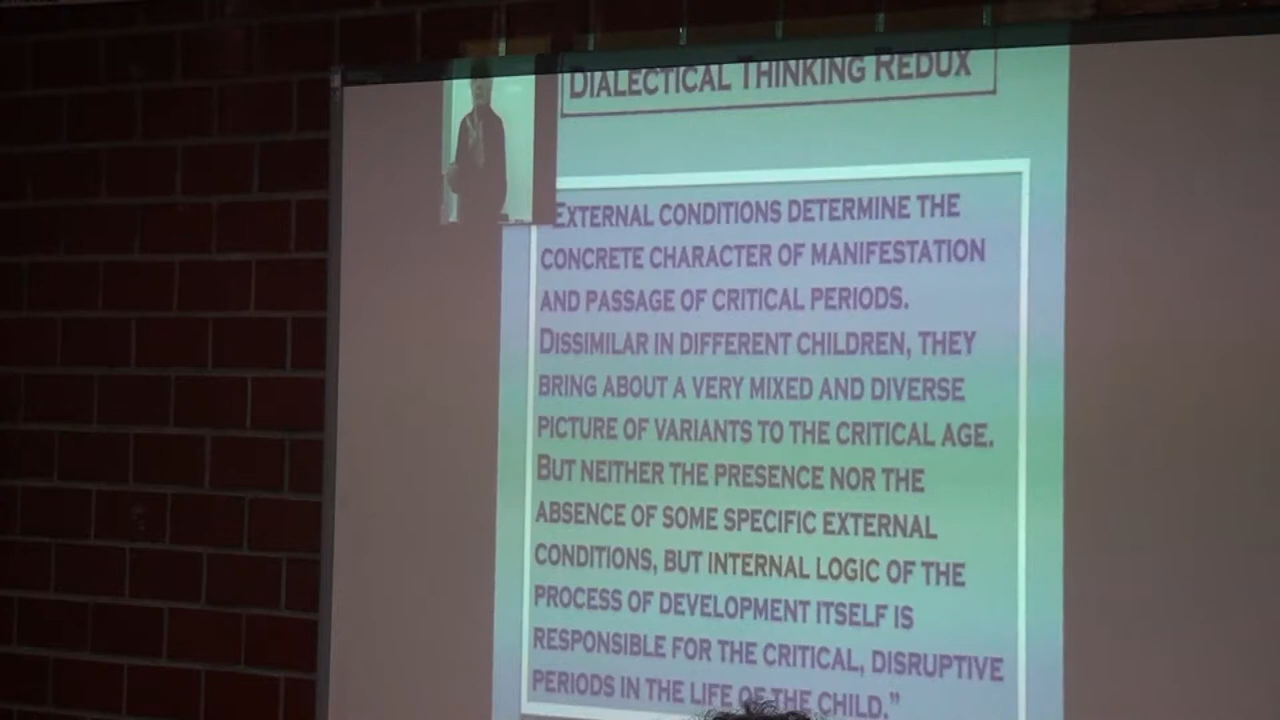 DIALECTICAL THINKING REDUX
EXTERNAL CONDITIONS DETERMINE THE
CONCRETE CHARACTER OF MANIFESTATION
AND PASSAGE OF CRITICAL PERIODS.
DISSIMILAR IN DIFFERENT CHILDREN, THEY
BRING ABOUT A VERY MIXED AND DIVERSE
PICTURE OF VARIANTS TO THE CRITICAL AGE.
BUT NEITHER THE PRESENCE NOR THE
ABSENCE OF SOME SPECIFIC EXTERNAL
CONDITIONS, BUT INTERNAL LOGIC OF THE
PROCESS OF DEVELOPMENT ITSELF IS
RESPONSIBLE FOR THE CRITICAL, DISRUPTIVE
PERIODS IN THE LIFE OF THE CHILD.”